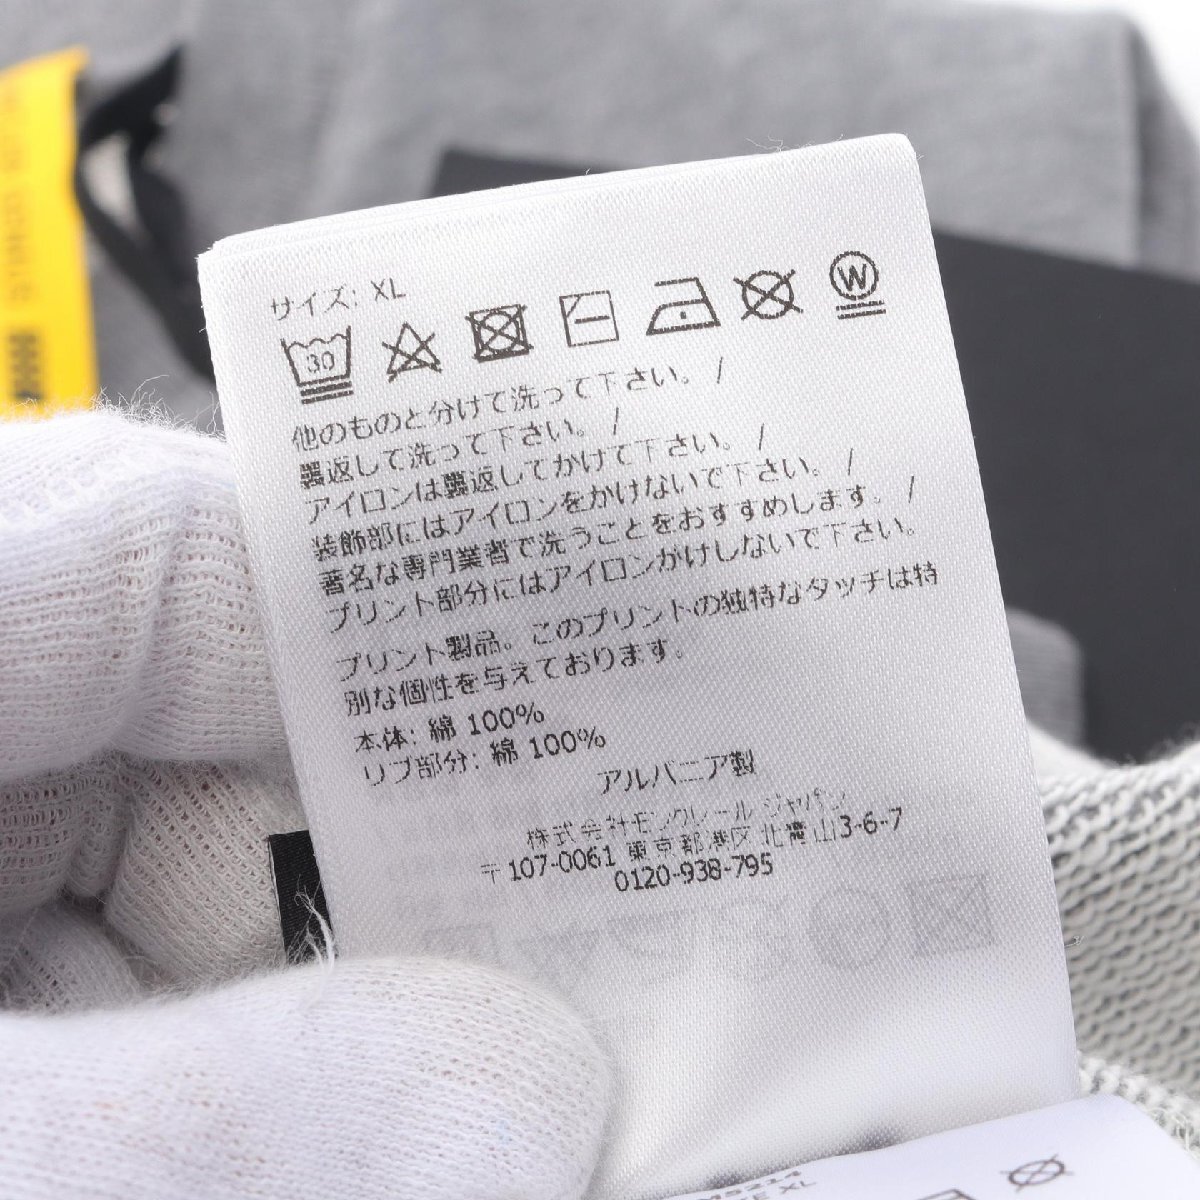 サイズ: XL
30
W
他のものと分けて洗って下さい。 /
裏返して洗って下さい。 /
アイロンは裏返してかけて下さい。 /
装飾部にはアイロンをかけないで下さい。 /
著名な専門業者で洗うことをおすすめします。 /
プリント部分にはアイロンがけしないで下さい。
プリント製品。このプリントの独特なタッチは特
別な個性を与えております。
本体: 綿 100%
リブ部分: 綿 100%
アルバニア製
株式会社モンクレール ジャパン
〒107-0061 東京都港区北青山3-6-7
0120-938-795
XL